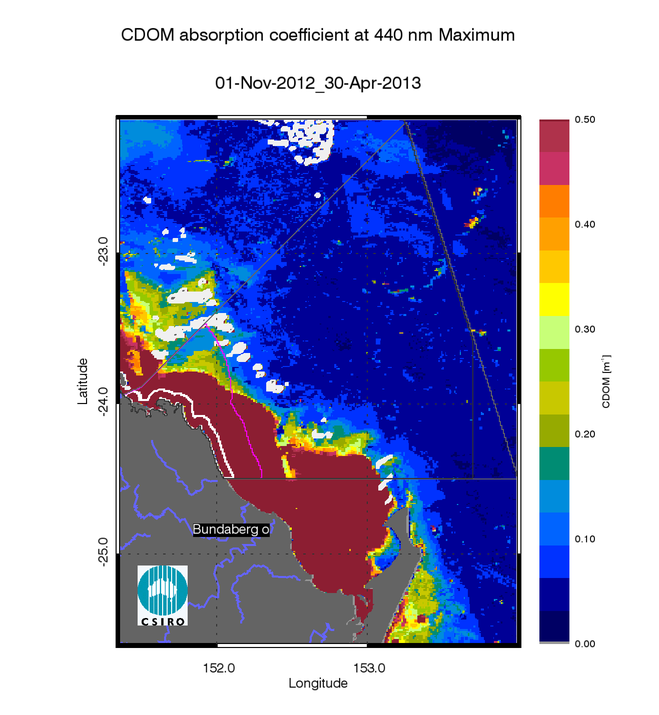 CDOM absorption coefficient at 440 nm Maximum
01-Nov-2012_30-Apr-2013
0.50
0.40
-23.0
0.30
Latitude
CDOM [m⁻¹]
-24.0
0.20
Bundaberg o
0.10
-25.0
CSIRO
0.00
152.0
153.0
Longitude